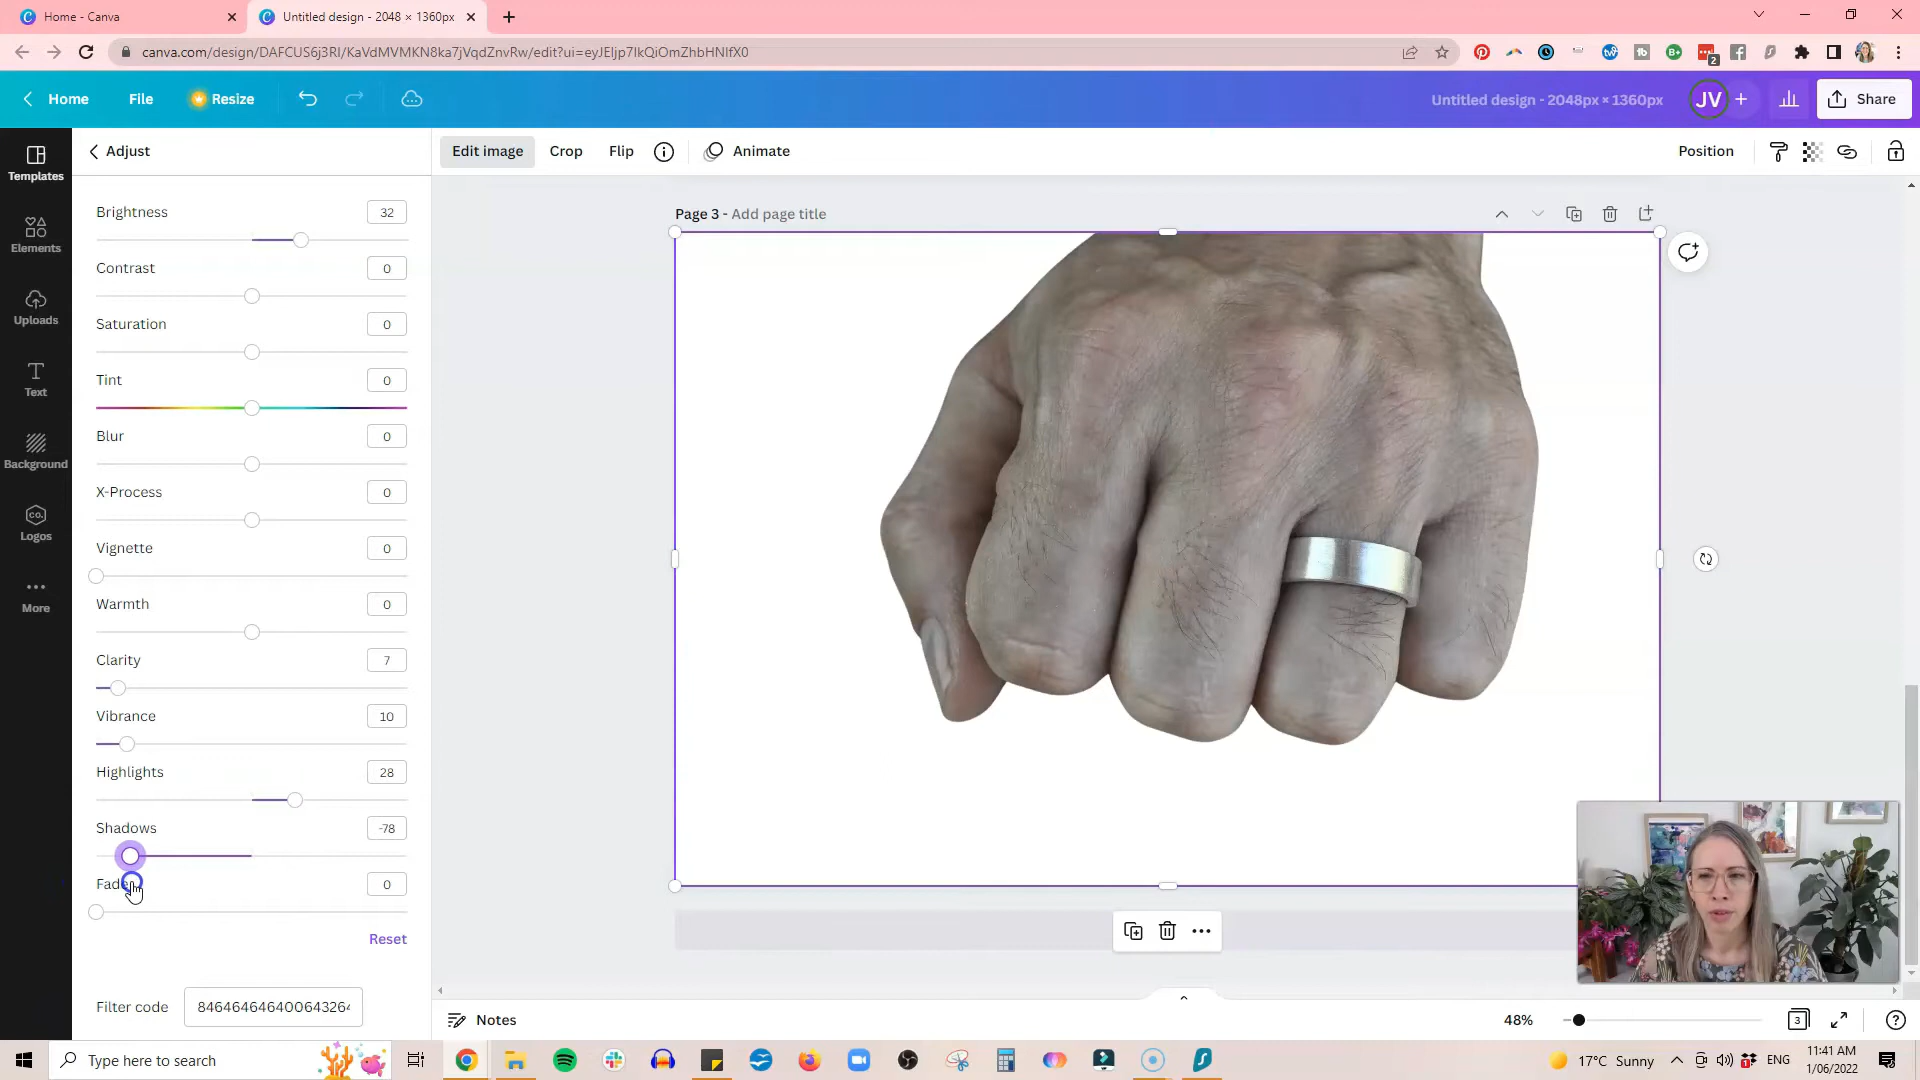 Home - Canva
Untitled design - 2048 × 1360px
canva.com/design/DAFCUS6j3RI/KaVdMVMKN8ka7jVqdZnvRw/edit?ui=eyJEIjp7IkQiOmZhbHNlfX0
2
Home
File
Resize
Untitled design - 2048px × 1360px
JV
Share
Templates
Elements
Uploads
Text
Background
CO.
Logos
More
Adjust
Brightness 32
Contrast 0
Saturation 0
Tint 0
Blur 0
X-Process 0
Vignette 0
Warmth 0
Clarity 7
Vibrance 10
Highlights 28
Shadows -78
Fade 0
Reset
Filter code
Edit image
Crop
Flip
Animate
Position
Page 3 - Add page title
Notes
48%
3
Type here to search
17°C Sunny
ENG
11:41 AM
1/06/2022